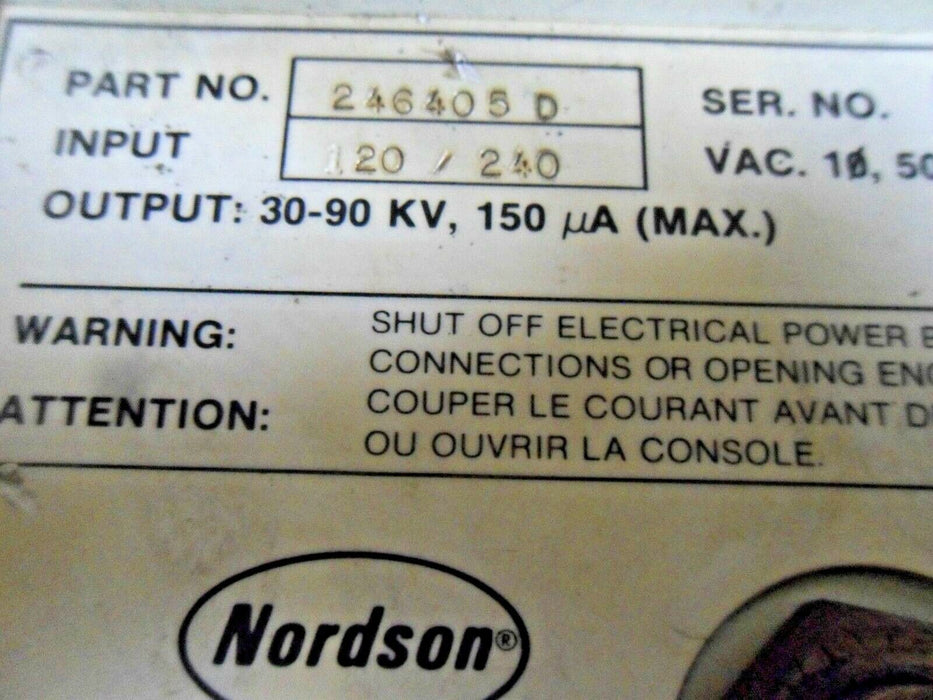 PART NO. 246405 D SER. NO.
INPUT 120 / 240 VAC. 1Ø, 50
OUTPUT: 30-90 KV, 150 µA (MAX.)
WARNING: SHUT OFF ELECTRICAL POWER
CONNECTIONS OR OPENING
ATTENTION: COUPER LE COURANT AVANT
OU OUVRIR LA CONSOLE.
Nordson®